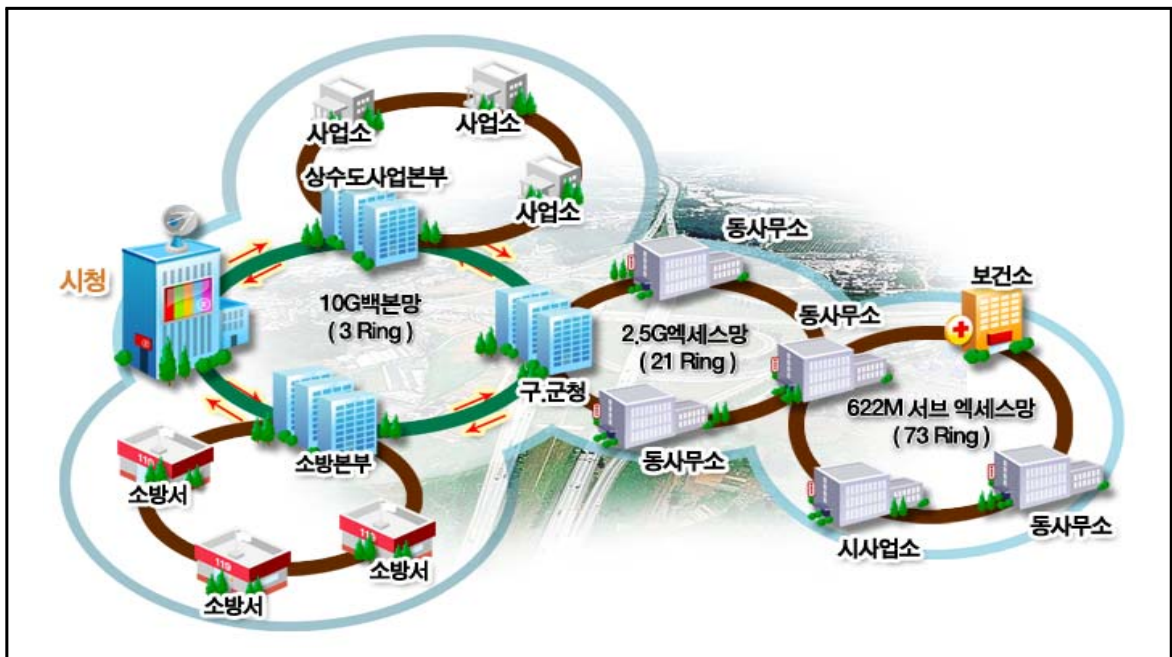 사업소
사업소
상수도사업본부
사업소
동사무소
시청
보건소
10G백본망
( 3 Ring )
2.5G엑세스망
( 21 Ring )
동사무소
구.군청
622M 서브 엑세스망
( 73 Ring )
119
소방본부
동사무소
소방서
시사업소
동사무소
119
소방서
119
소방서